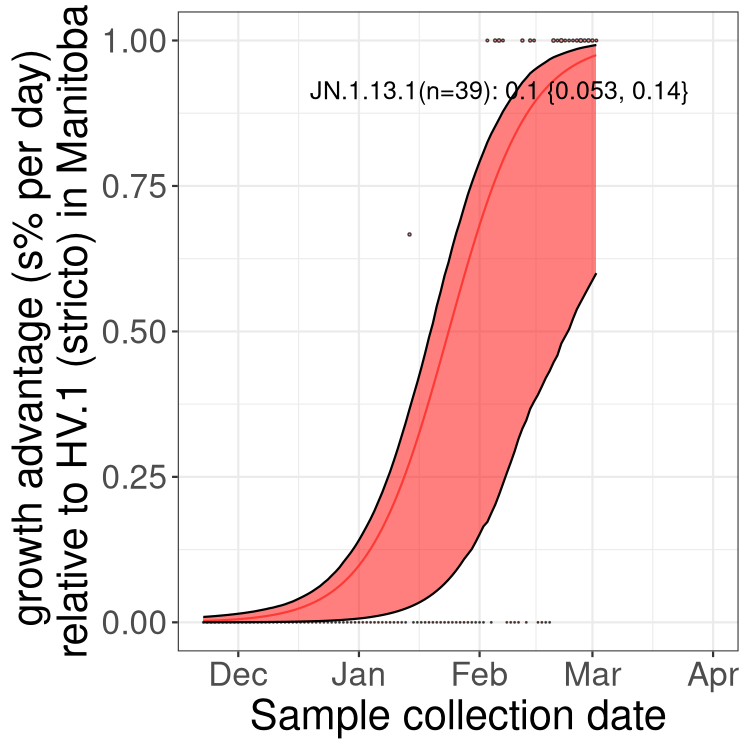 growth advantage (s% per day)
relative to HV.1 (stricto) in Manitoba
1.00
0.75
0.50
0.25
0.00
JN.1.13.1(n=39): 0.1 {0.053, 0.14}
Dec Jan Feb Mar Apr
Sample collection date